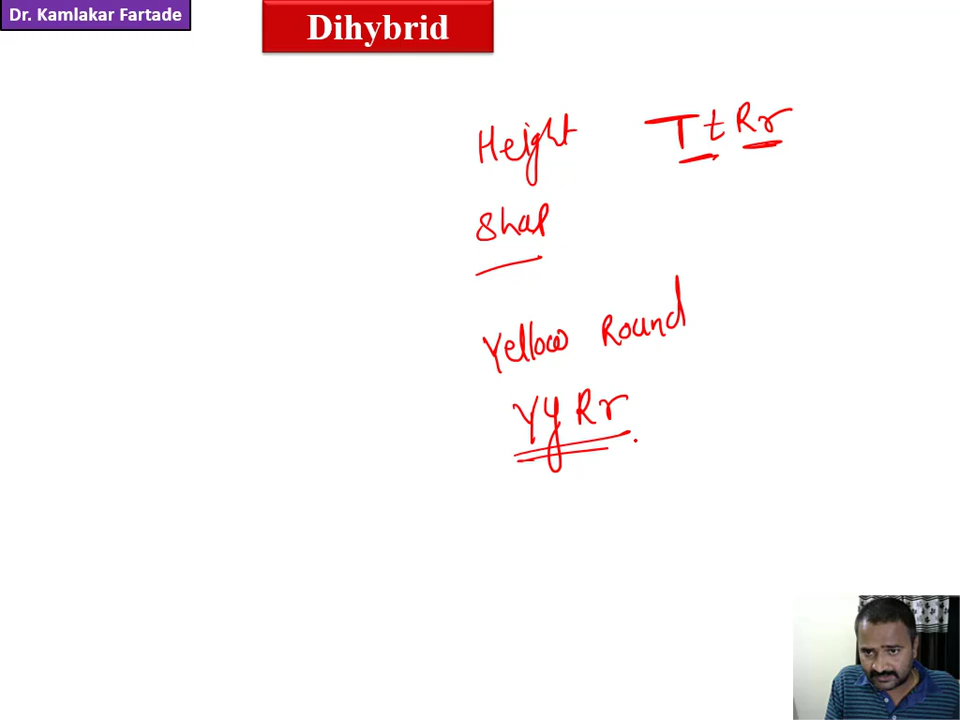 Dr. Kamlakar Fartade
Dihybrid
Height TtRr
Shap
Yellow Round
YyRr